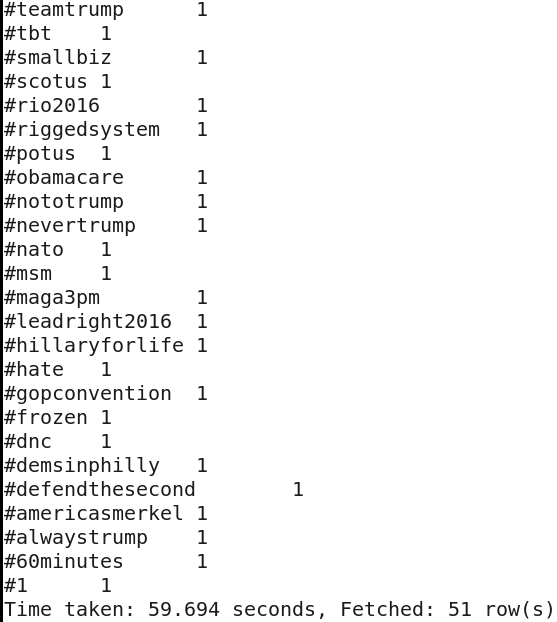 #teamtrump	1
#tbt	1
#smallbiz	1
#scotus	1
#rio2016	1
#riggedsystem	1
#potus	1
#obamacare	1
#nototrump	1
#nevertrump	1
#nato	1
#msm	1
#maga3pm	1
#leadright2016	1
#hillaryforlife	1
#hate	1
#gopconvention	1
#frozen	1
#dnc	1
#demsinphilly	1
#defendthesecond	1
#americasmerkel	1
#alwaystrump	1
#60minutes	1
#1	1
Time taken: 59.694 seconds, Fetched: 51 row(s)